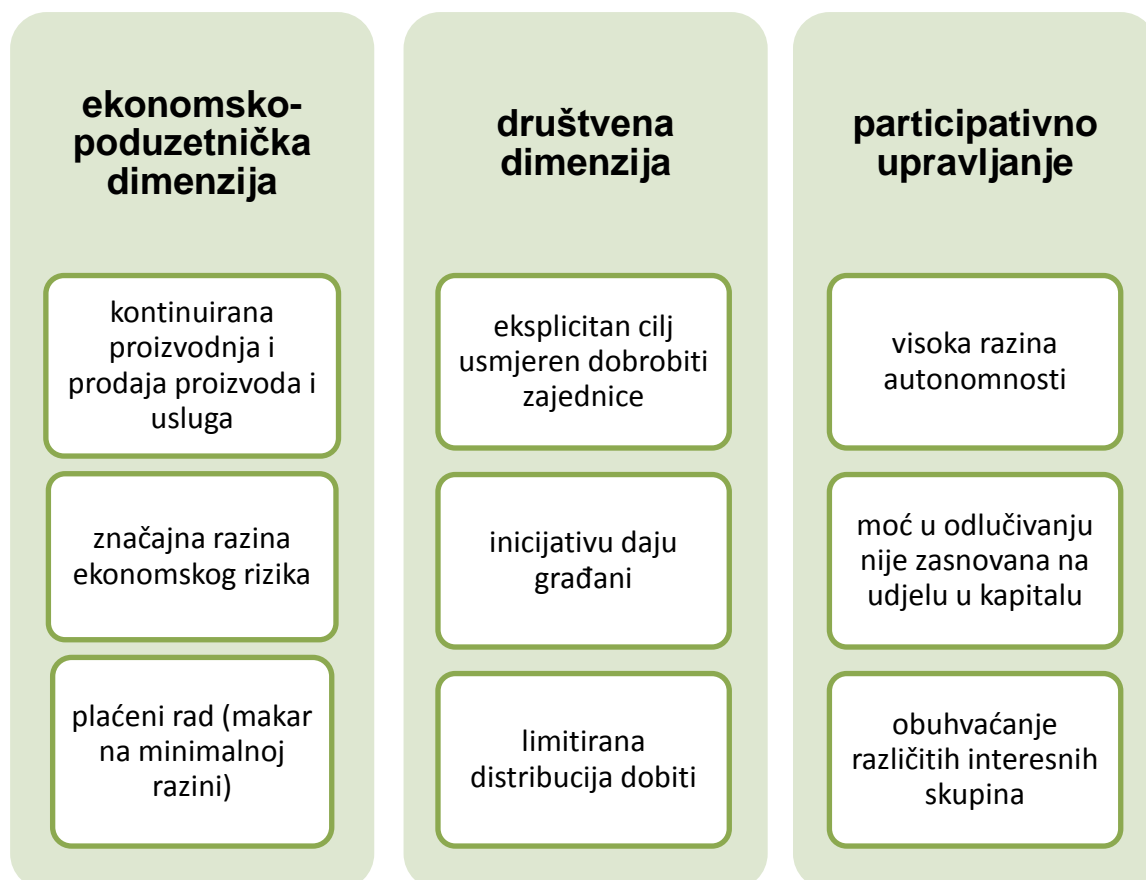 ekonomsko-
poduzetnička
dimenzija
kontinuirana
proizvodnja i
prodaja proizvoda i
usluga
značajna razina
ekonomskog rizika
plaćeni rad (makar
na minimalnoj
razini)
društvena
dimenzija
eksplicitan cilj
usmjeren dobrobiti
zajednice
inicijativu daju
građani
limitirana
distribucija dobiti
participativno
upravljanje
visoka razina
autonomnosti
moć u odlučivanju
nije zasnovana na
udjelu u kapitalu
obuhvaćanje
različitih interesnih
skupina